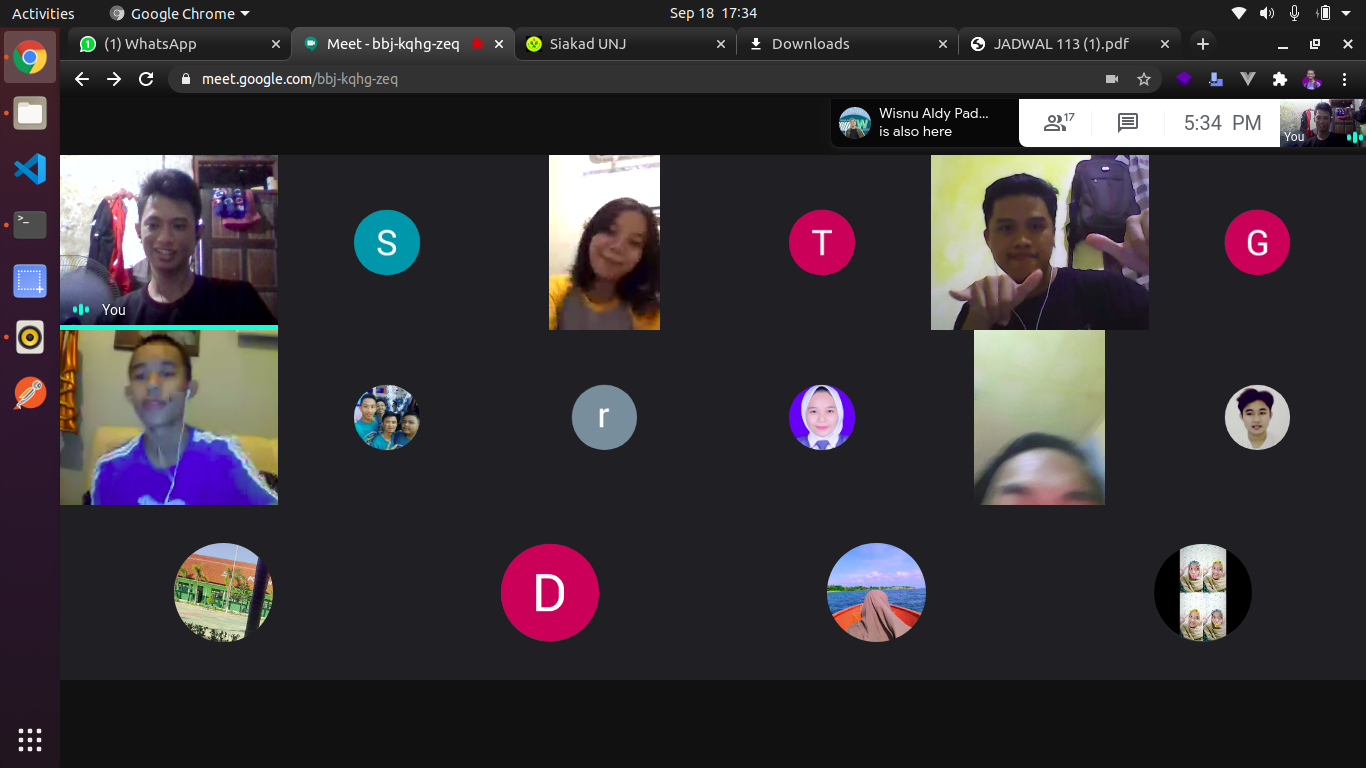 Activities
Google Chrome
Sep 18 17:34
(1) WhatsApp
Meet - bbj-kqhg-zeq
Siakad UNJ
Downloads
JADWAL 113 (1).pdf
meet.google.com/bbj-kqhg-zeq
Wisnu Aldy Pad...
is also here
17
5:34 PM
You
You
S
T
G
r
D